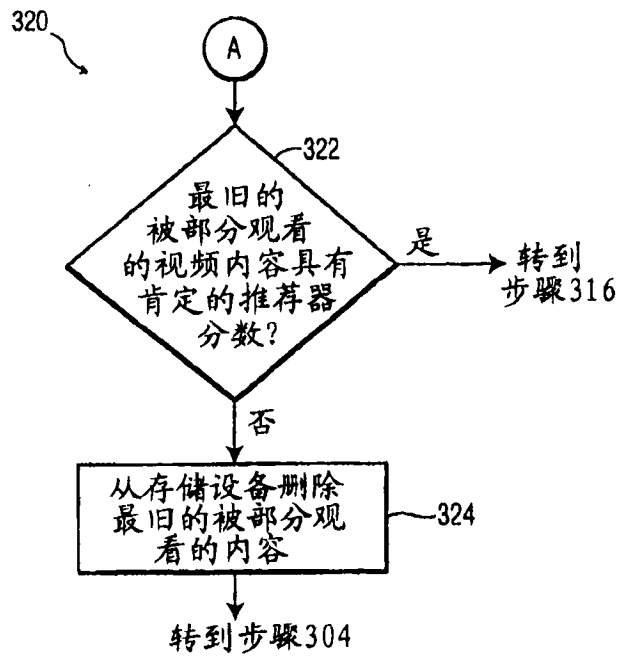 320
A
322
最旧的
被部分观看
的视频内容具有
肯定的推荐器
分数?
是
转到
步骤316
否
从存储设备删除
最旧的被部分观
看的内容
324
转到步骤304